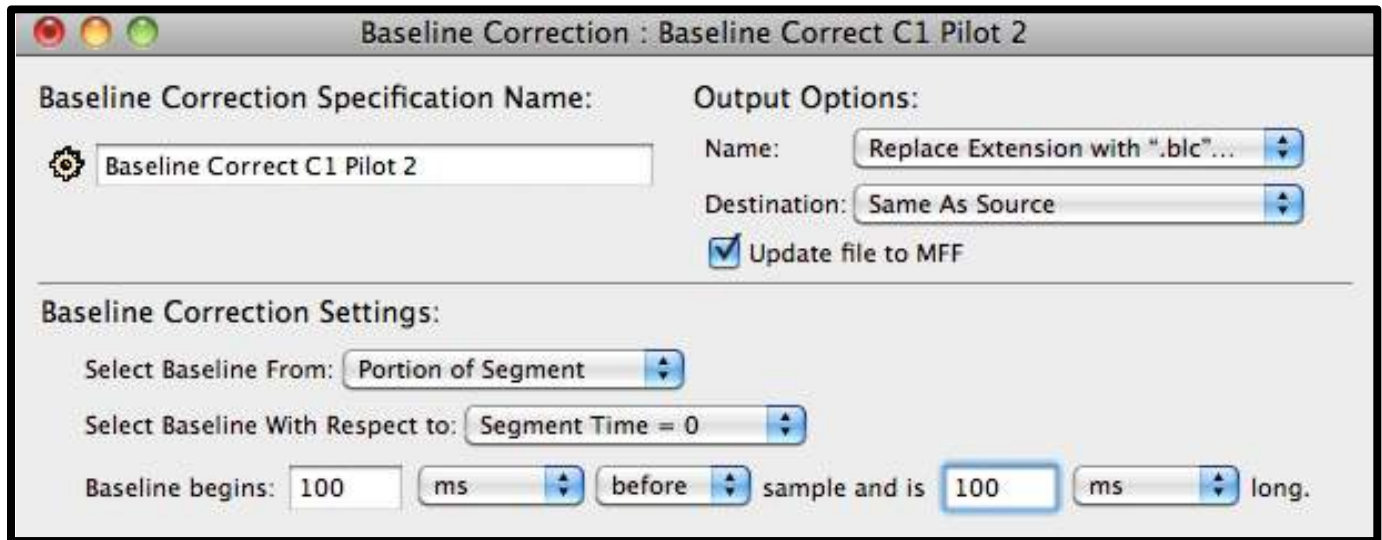 Baseline Correction : Baseline Correct C1 Pilot 2
Baseline Correction Specification Name:
Baseline Correct C1 Pilot 2
Output Options:
Name: Replace Extension with ".blc"...
Destination: Same As Source
Update file to MFF
Baseline Correction Settings:
Select Baseline From: Portion of Segment
Select Baseline With Respect to: Segment Time = 0
Baseline begins: 100 ms before sample and is 100 ms long.